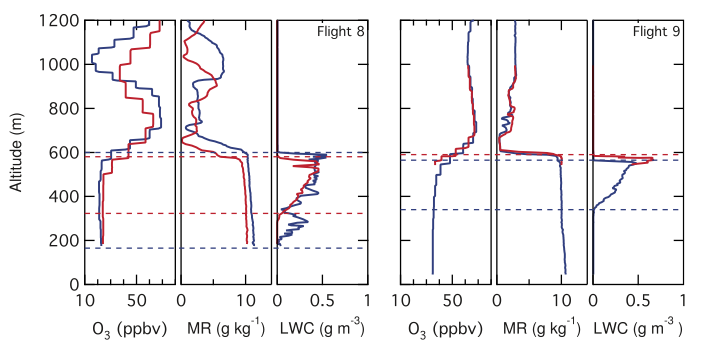 1200
1000
800
600
400
200
0
Altitude (m)
Flight 8
Flight 9
10 50 0 10 0 0.5 1 10 50 0 10 0 0.5 1
O3 (ppbv) MR (g kg-1) LWC (g m-3) O3 (ppbv) MR (g kg-1) LWC (g m-3 )